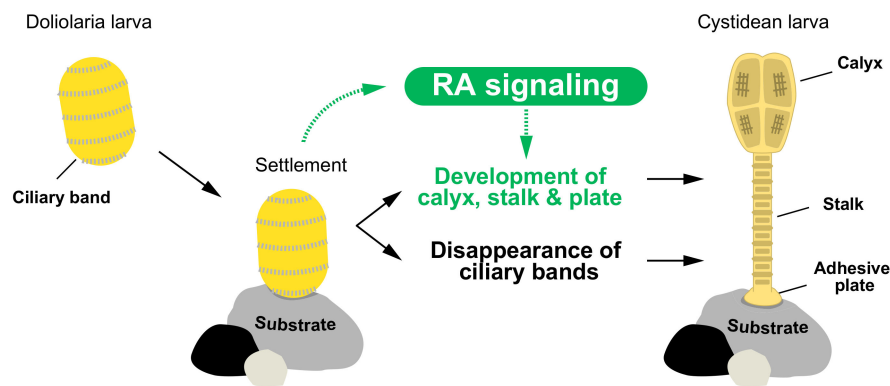 Doliolaria larva
Ciliary band
Settlement
Substrate
RA signaling
Development of
calyx, stalk & plate
Disappearance of
ciliary bands
Cystidean larva
Calyx
Stalk
Adhesive
plate
Substrate